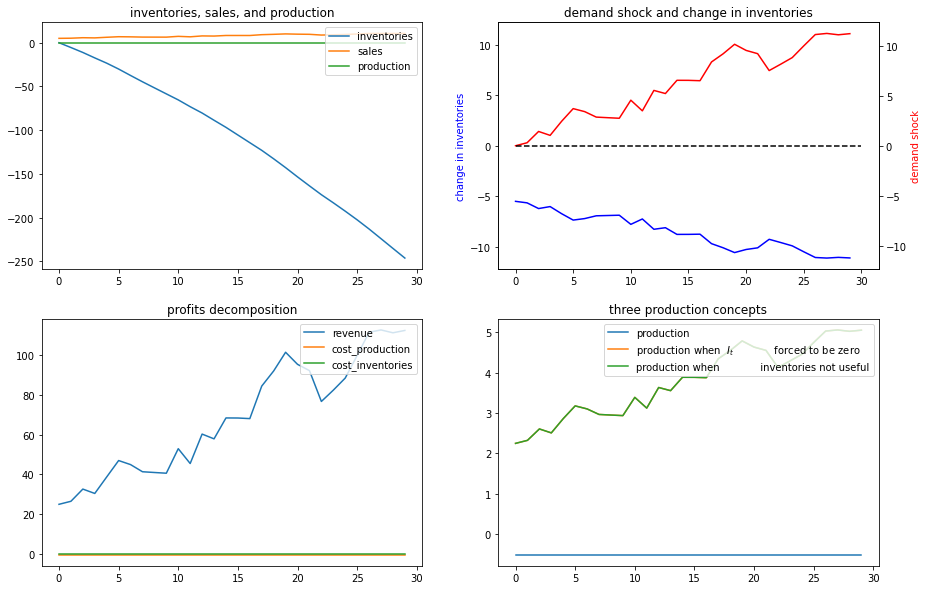 inventories, sales, and production
inventories
sales
production
0
−50
−100
−150
−200
−250
0 5 10 15 20 25 30
demand shock and change in inventories
change in inventories
10
5
0
−5
−10
10
5
0
−5
−10
demand shock
0 5 10 15 20 25 30
profits decomposition
revenue
cost_production
cost_inventories
100
80
60
40
20
0
0 5 10 15 20 25 30
three production concepts
production
production when I_t forced to be zero
production when inventories not useful
5
4
3
2
1
0
0 5 10 15 20 25 30